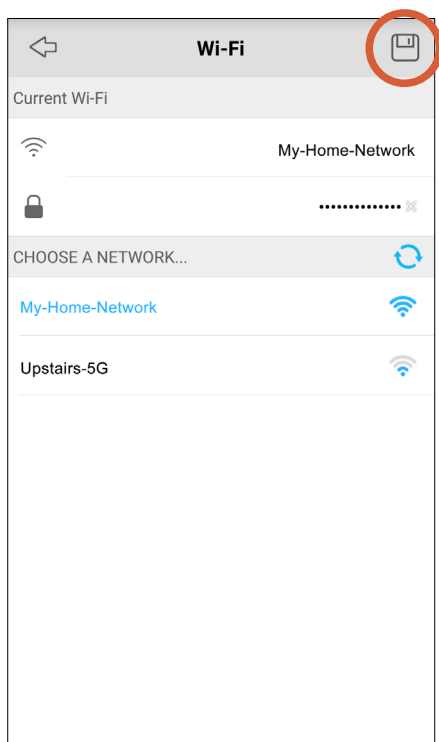 Wi-Fi
Current Wi-Fi
My-Home-Network
••••••••••••••
CHOOSE A NETWORK...
My-Home-Network
Upstairs-5G